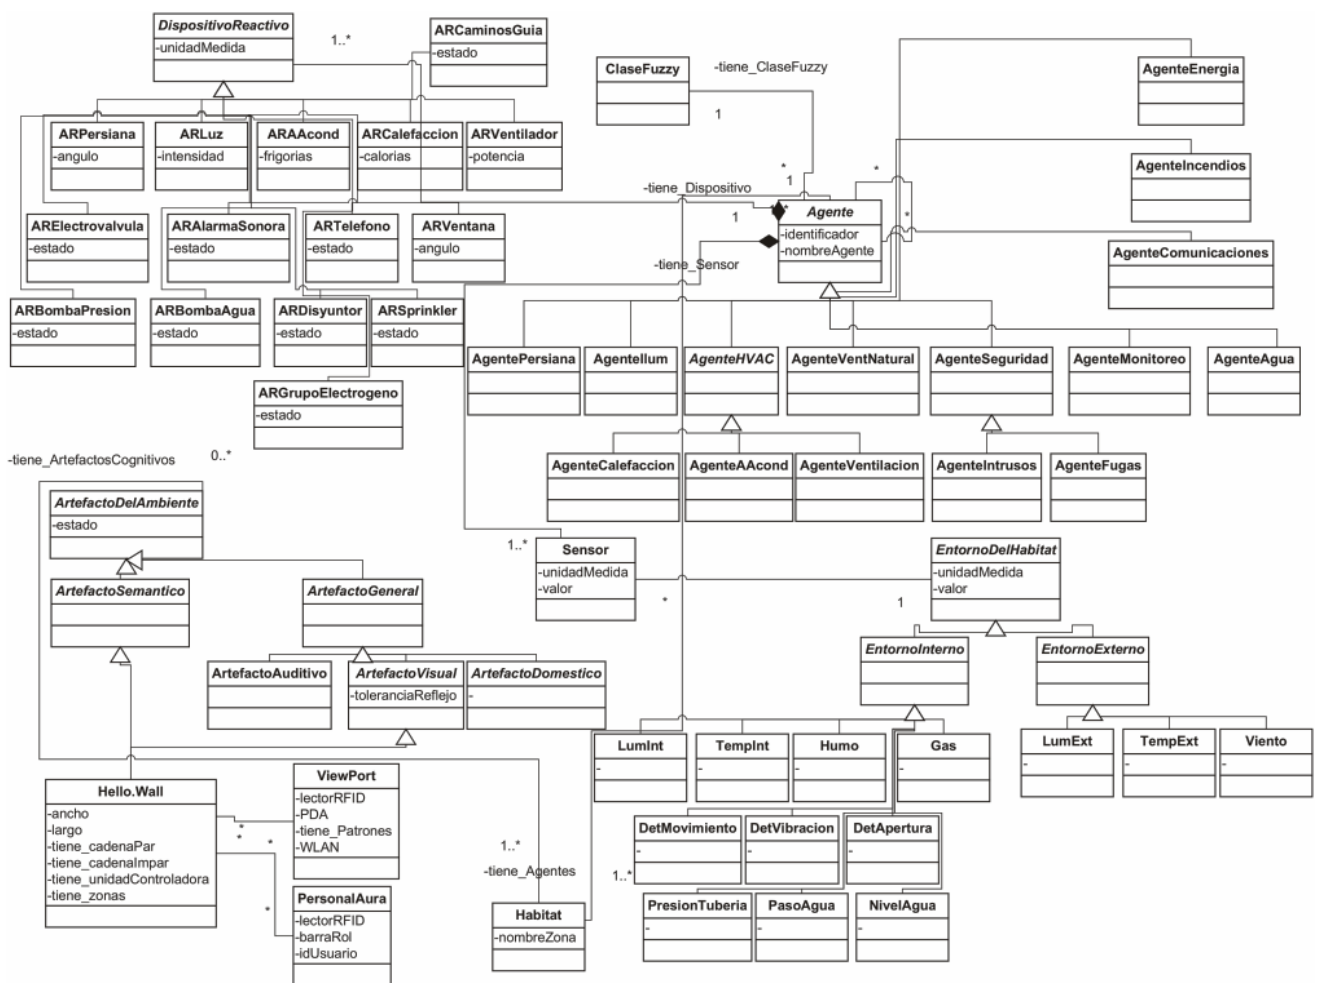 DispositivoReactivo
-unidadMedida
1..*
ARCaminosGuia
-estado
ClaseFuzzy
-tiene_ClaseFuzzy
1
AgenteEnergia
ARPersiana
-angulo
ARLuz
-intensidad
ARAAcond
-frigorias
ARCalefaccion
-calorias
ARVentilador
-potencia
AgenteIncendios
*
1
*
-tiene_Dispositivo
1
* *
Agente
-identificador
-nombreAgente
*
AgenteComunicaciones
-tiene_Sensor
ARElectrovalvula
-estado
ARAlarmaSonora
-estado
ARTelefono
-estado
ARVentana
-angulo
ARBombaPresion
-estado
ARBombaAgua
-estado
ARDisyuntor
-estado
ARSprinkler
-estado
AgentePersiana
AgenteIlum
AgenteHVAC
AgenteVentNatural
AgenteSeguridad
AgenteMonitoreo
AgenteAgua
ARGrupoElectrogeno
-estado
-tiene_ArtefactosCognitivos
0..*
AgenteCalefaccion
AgenteAAcond
AgenteVentilacion
AgenteIntrusos
AgenteFugas
ArtefactoDelAmbiente
-estado
1..*
Sensor
-unidadMedida
-valor
*
1
EntornoDelHabitat
-unidadMedida
-valor
ArtefactoSemantico
ArtefactoGeneral
EntornoInterno
EntornoExterno
ArtefactoAuditivo
ArtefactoVisual
-toleranciaReflejo
ArtefactoDomestico
-
LumInt
-
TempInt
-
Humo
-
Gas
-
LumExt
-
TempExt
-
Viento
-
Hello.Wall
-ancho
-largo
-tiene_cadenaPar
-tiene_cadenaImpar
-tiene_unidadControladora
-tiene_zonas
*
*
*
*
ViewPort
-lectorRFID
-PDA
-tiene_Patrones
-WLAN
DetMovimiento
-
DetVibracion
-
DetApertura
-
1..*
-tiene_Agentes
1..*
PersonalAura
-lectorRFID
-barraRol
-idUsuario
Habitat
-nombreZona
PresionTuberia
-
PasoAgua
-
NivelAgua
-